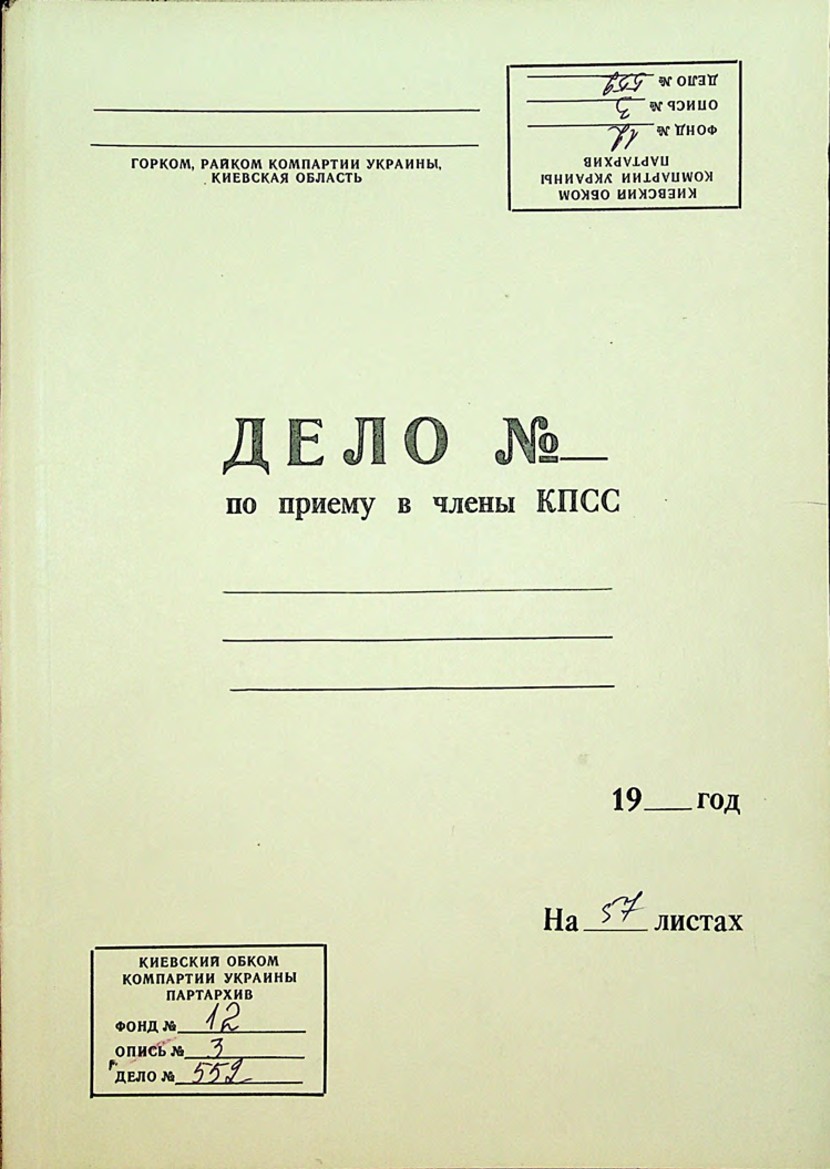 ГОРКОМ, РАЙКОМ КОМПАРТИИ УКРАИНЫ,
КИЕВСКАЯ ОБЛАСТЬ
КИЕВСКИЙ ОБКОМ
КОМПАРТИИ УКРАИНЫ
ПАРТАРХИВ
ФОНД № 12
ОПИСЬ № 3
ДЕЛО № 552
ДЕЛО №
по приему в члены КПСС
19 год
На 57 листах
КИЕВСКИЙ ОБКОМ
КОМПАРТИИ УКРАИНЫ
ПАРТАРХИВ
ФОНД № 12
ОПИСЬ № 3
ДЕЛО № 552